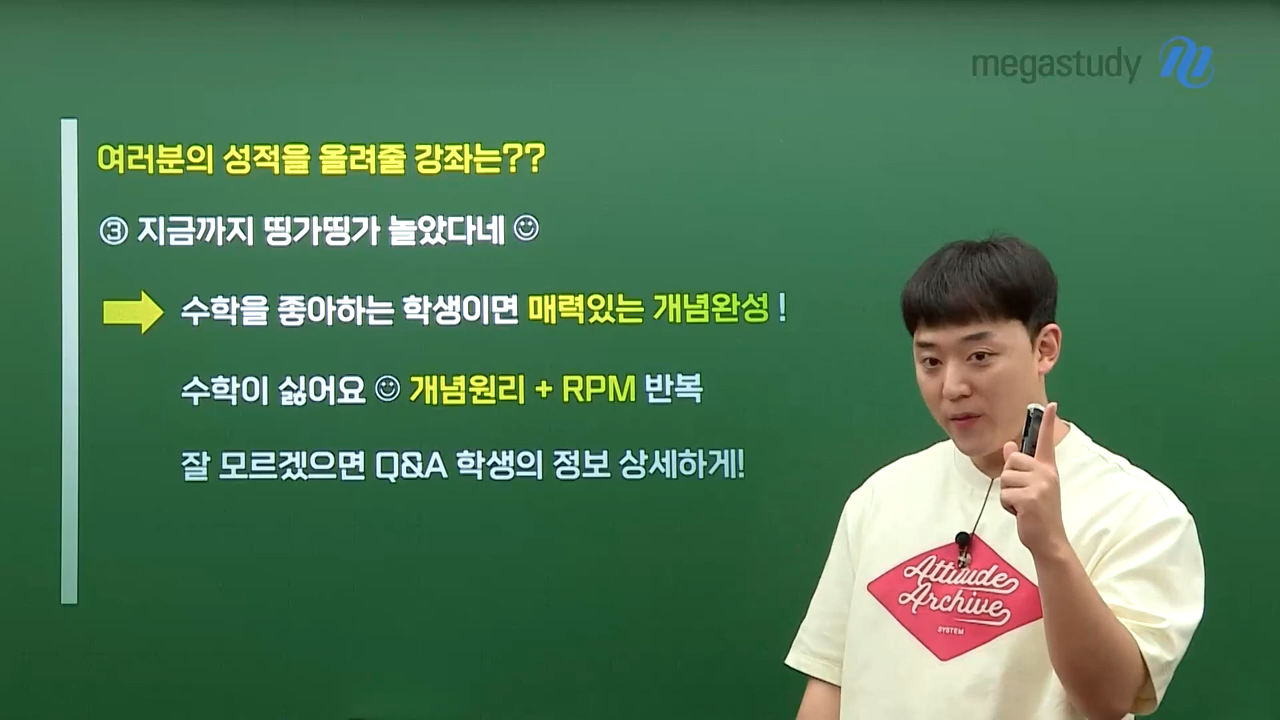 megastudy
여러분의 성적을 올려줄 강좌는??
③ 지금까지 띵가띵가 놀았다네 ☺
수학을 좋아하는 학생이면 매력있는 개념완성 !
수학이 싫어요 ☺ 개념원리 + RPM 반복
잘 모르겠으면 Q&A 학생의 정보 상세하게!
Attitude
Archive
SYSTEM